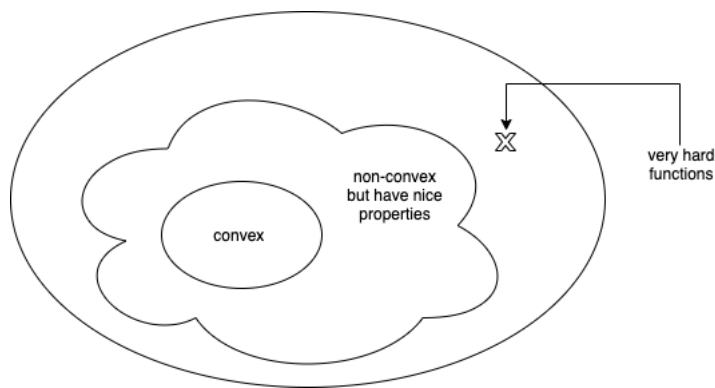 non-convex
but have nice
properties
convex
X
very hard
functions